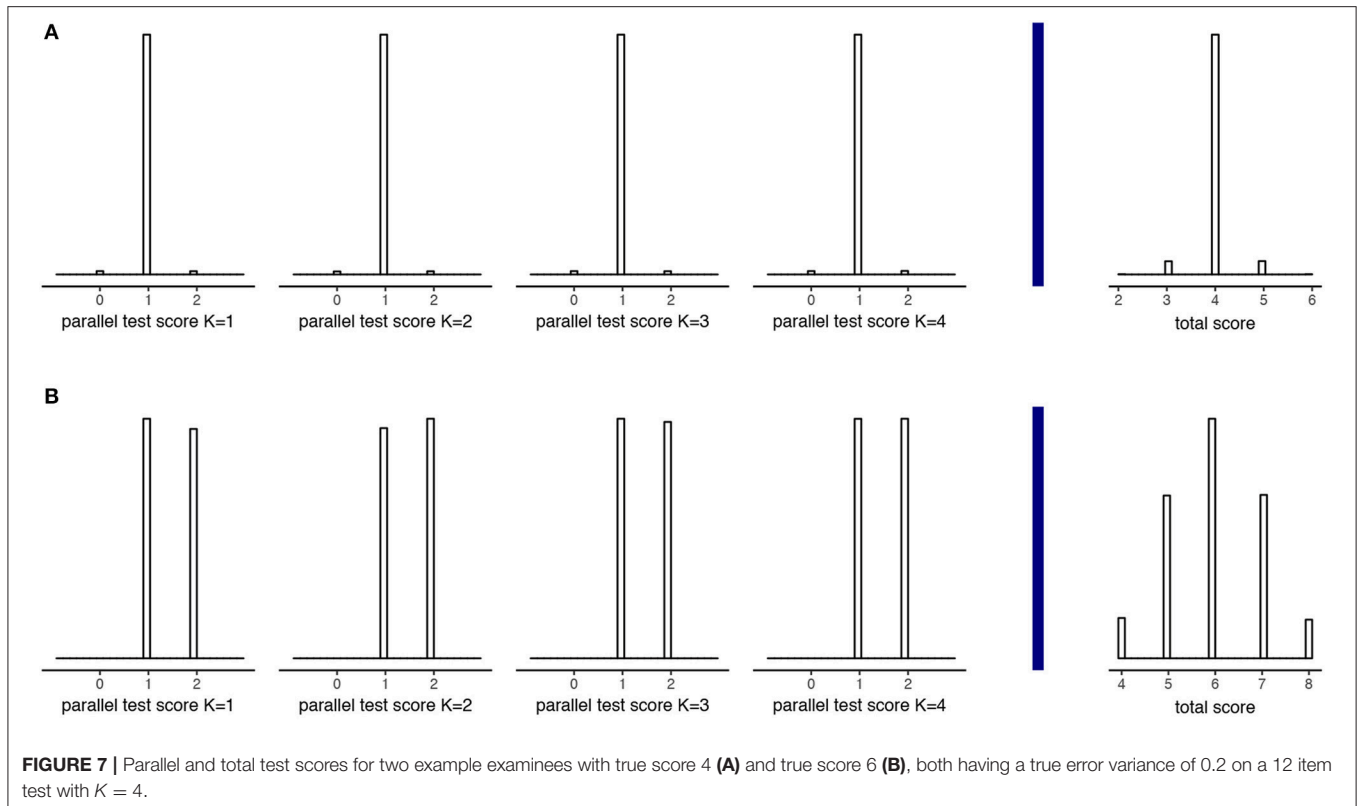 A
0 1 2
parallel test score K=1
0 1 2
parallel test score K=2
0 1 2
parallel test score K=3
0 1 2
parallel test score K=4
2 3 4 5 6
total score
B
0 1 2
parallel test score K=1
0 1 2
parallel test score K=2
0 1 2
parallel test score K=3
0 1 2
parallel test score K=4
4 5 6 7 8
total score
FIGURE 7 | Parallel and total test scores for two example examinees with true score 4 (A) and true score 6 (B), both having a true error variance of 0.2 on a 12 item
test with K = 4.